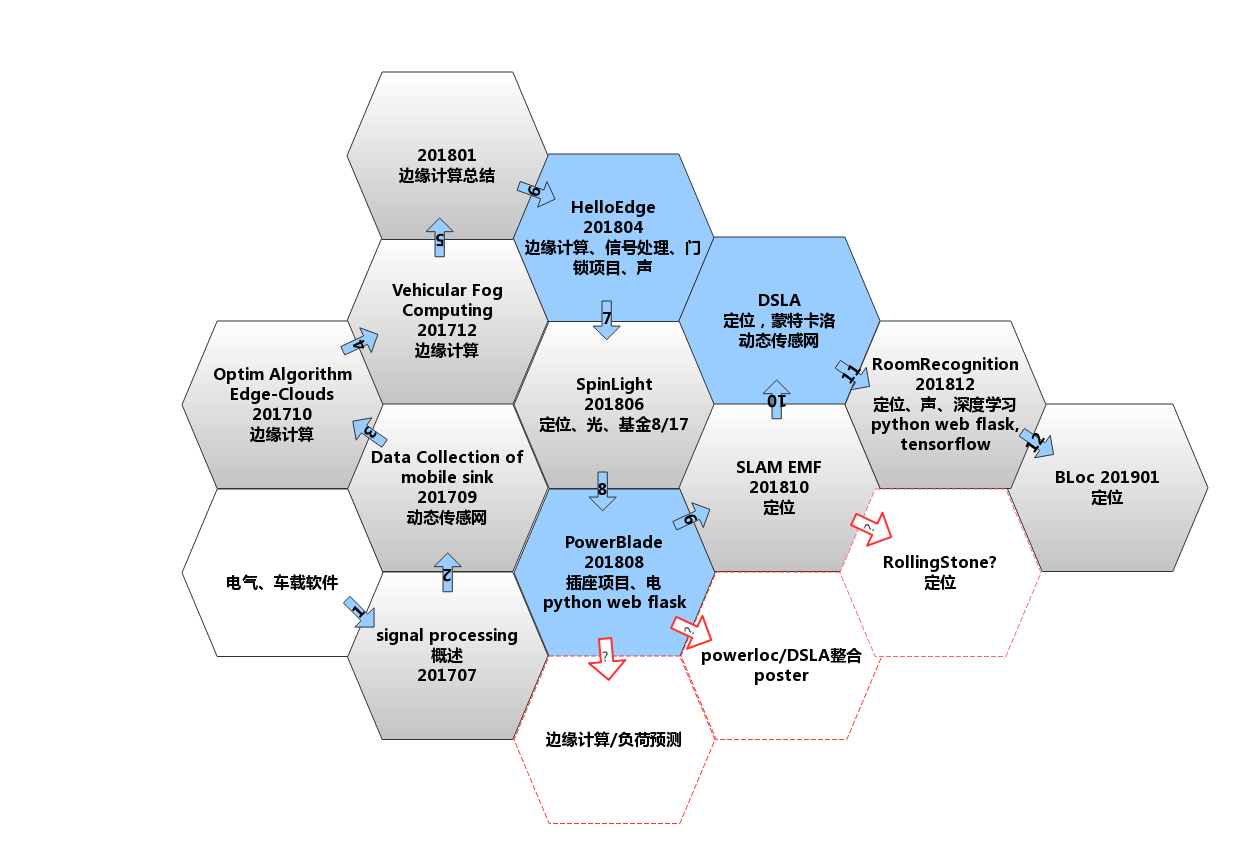 201801
边缘计算总结
6
HelloEdge
201804
边缘计算、信号处理、门
锁项目、声
5
Vehicular Fog
Computing
201712
边缘计算
7
DSLA
定位，蒙特卡洛
动态传感网
4
Optim Algorithm
Edge-Clouds
201710
边缘计算
SpinLight
201806
定位、光、基金8/17
11
RoomRecognition
201812
定位、声、深度学习
python web flask,
tensorflow
10
3
Data Collection of
mobile sink
201709
动态传感网
8
SLAM EMF
201810
定位
12
BLoc 201901
定位
9
?
电气、车载软件
1
2
PowerBlade
201808
插座项目、电
python web flask
RollingStone?
定位
signal processing
概述
201707
?
?
powerloc/DSLA整合
poster
边缘计算/负荷预测